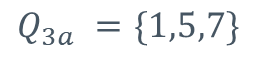 Q₃ₐ = {1,5,7}